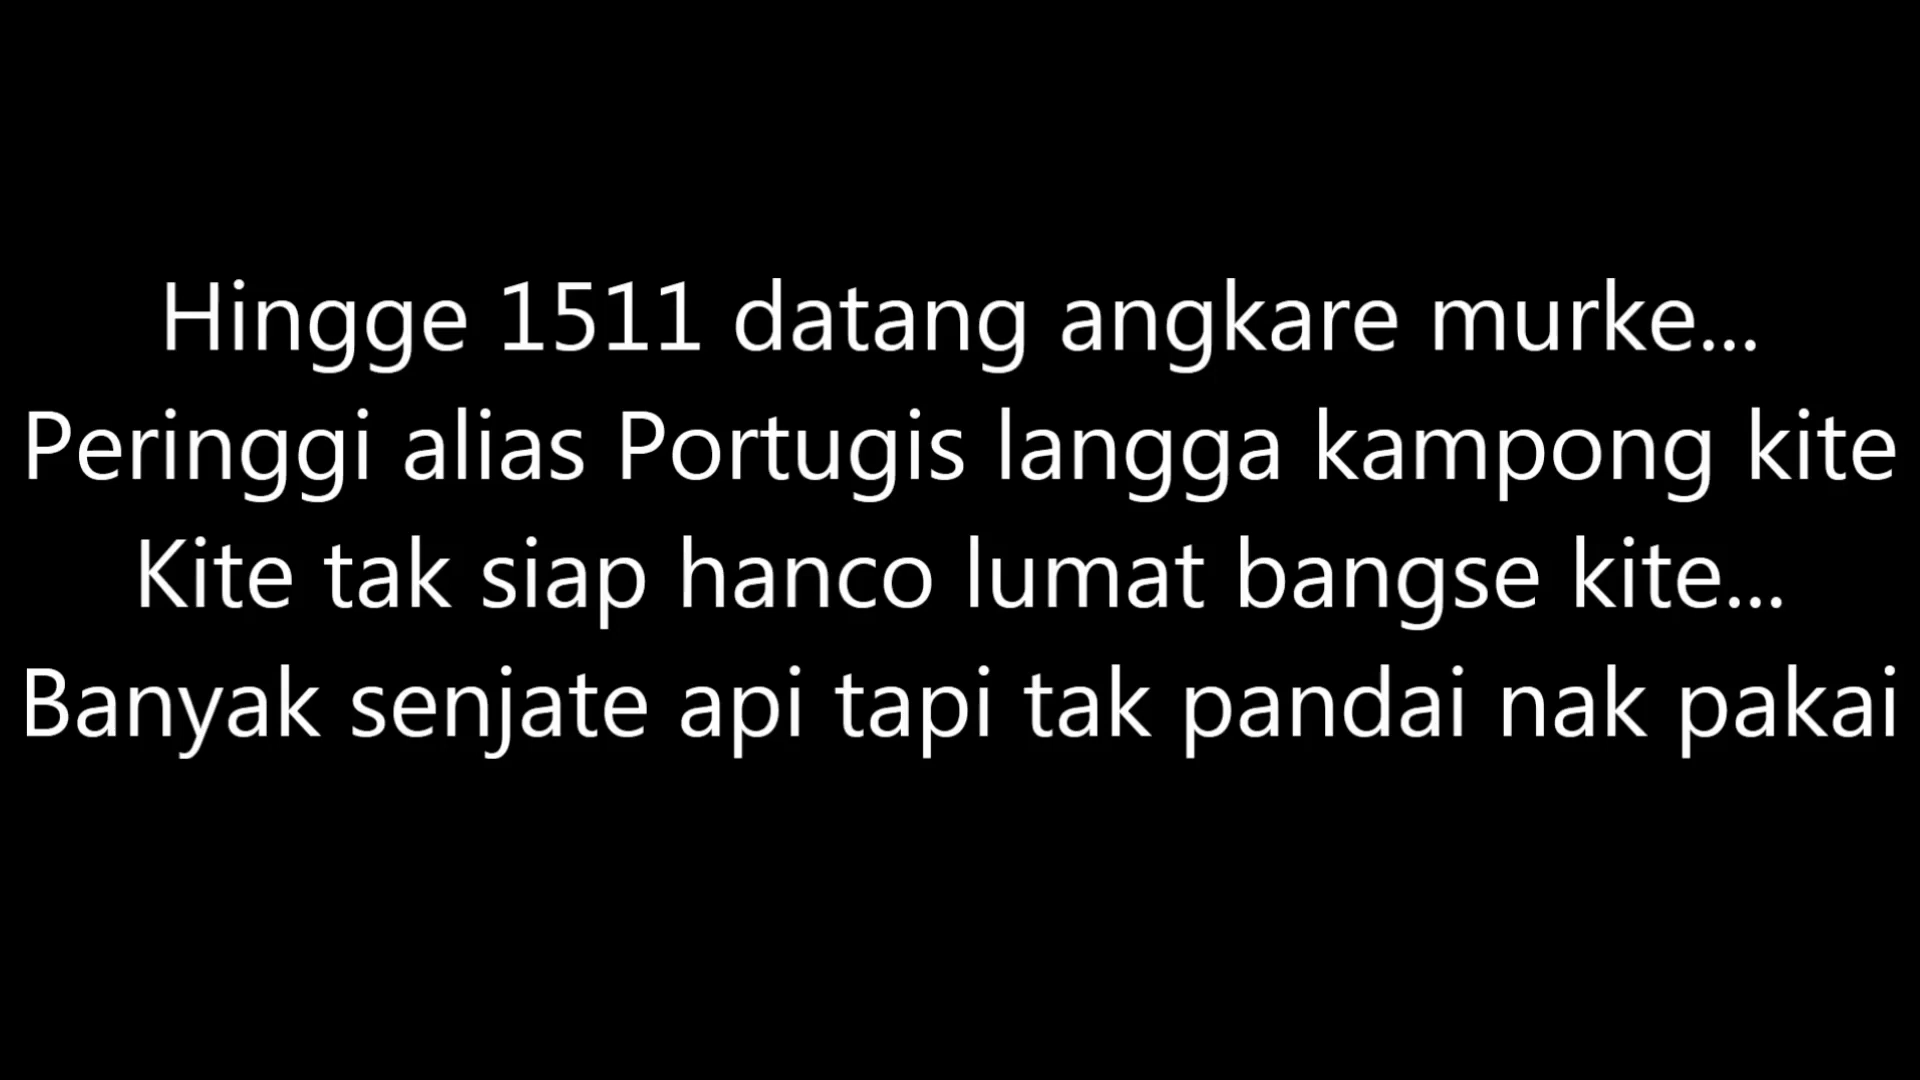 Hingge 1511 datang angkare murke...
Peringgi alias Portugis langga kampong kite
Kite tak siap hanco lumat bangse kite...
Banyak senjate api tapi tak pandai nak pakai